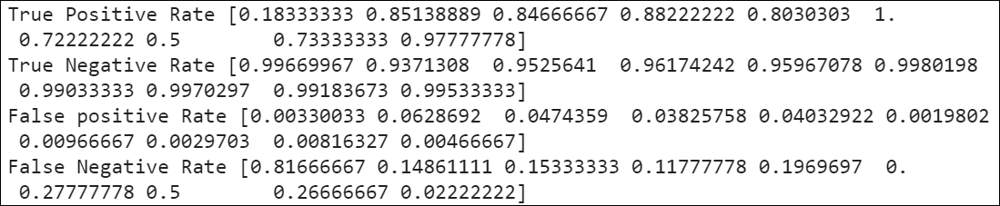 True Positive Rate [0.18333333 0.85138889 0.84666667 0.88222222 0.8030303  1.
 0.72222222 0.5        0.73333333 0.97777778]
True Negative Rate [0.99669967 0.9371308  0.9525641  0.96174242 0.95967078 0.9980198
 0.99033333 0.9970297  0.99183673 0.99533333]
False positive Rate [0.00330033 0.0628692  0.0474359  0.03825758 0.04032922 0.0019802
 0.00966667 0.0029703  0.00816327 0.00466667]
False Negative Rate [0.81666667 0.14861111 0.15333333 0.11777778 0.1969697  0.
 0.27777778 0.5        0.26666667 0.02222222]